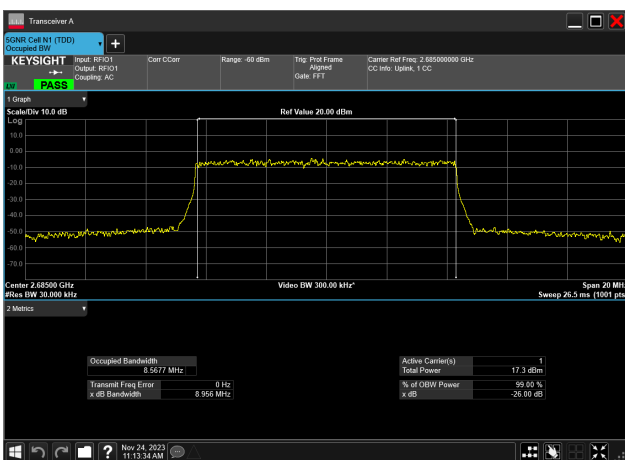 Transceiver A
5GNR Cell N1 (TDD)
Occupied BW
KEYSIGHT
LXI
PASS
Input: RFIO1
Output: RFIO1
Coupling: AC
Corr CCorr
Range: -60 dBm
Trig: Prot Frame
Aligned
Gate: FFT
Carrier Ref Freq: 2.685000000 GHz
CC Info: Uplink, 1 CC
1 Graph
Scale/Div 10.0 dB
Ref Value 20.00 dBm
Log
10.0
0.00
-10.0
-20.0
-30.0
-40.0
-50.0
-60.0
-70.0
Center 2.68500 GHz
Video BW 300.00 kHz*
Span 20 MH
#Res BW 30.000 kHz
Sweep 26.5 ms (1001 pts
2 Metrics
Occupied Bandwidth
8.5677 MHz
Transmit Freq Error 0 Hz
x dB Bandwidth 8.956 MHz
Active Carrier(s) 1
Total Power 17.3 dBm
% of OBW Power 99.00 %
x dB -26.00 dB
Nov 24, 2023
11:13:34 AM